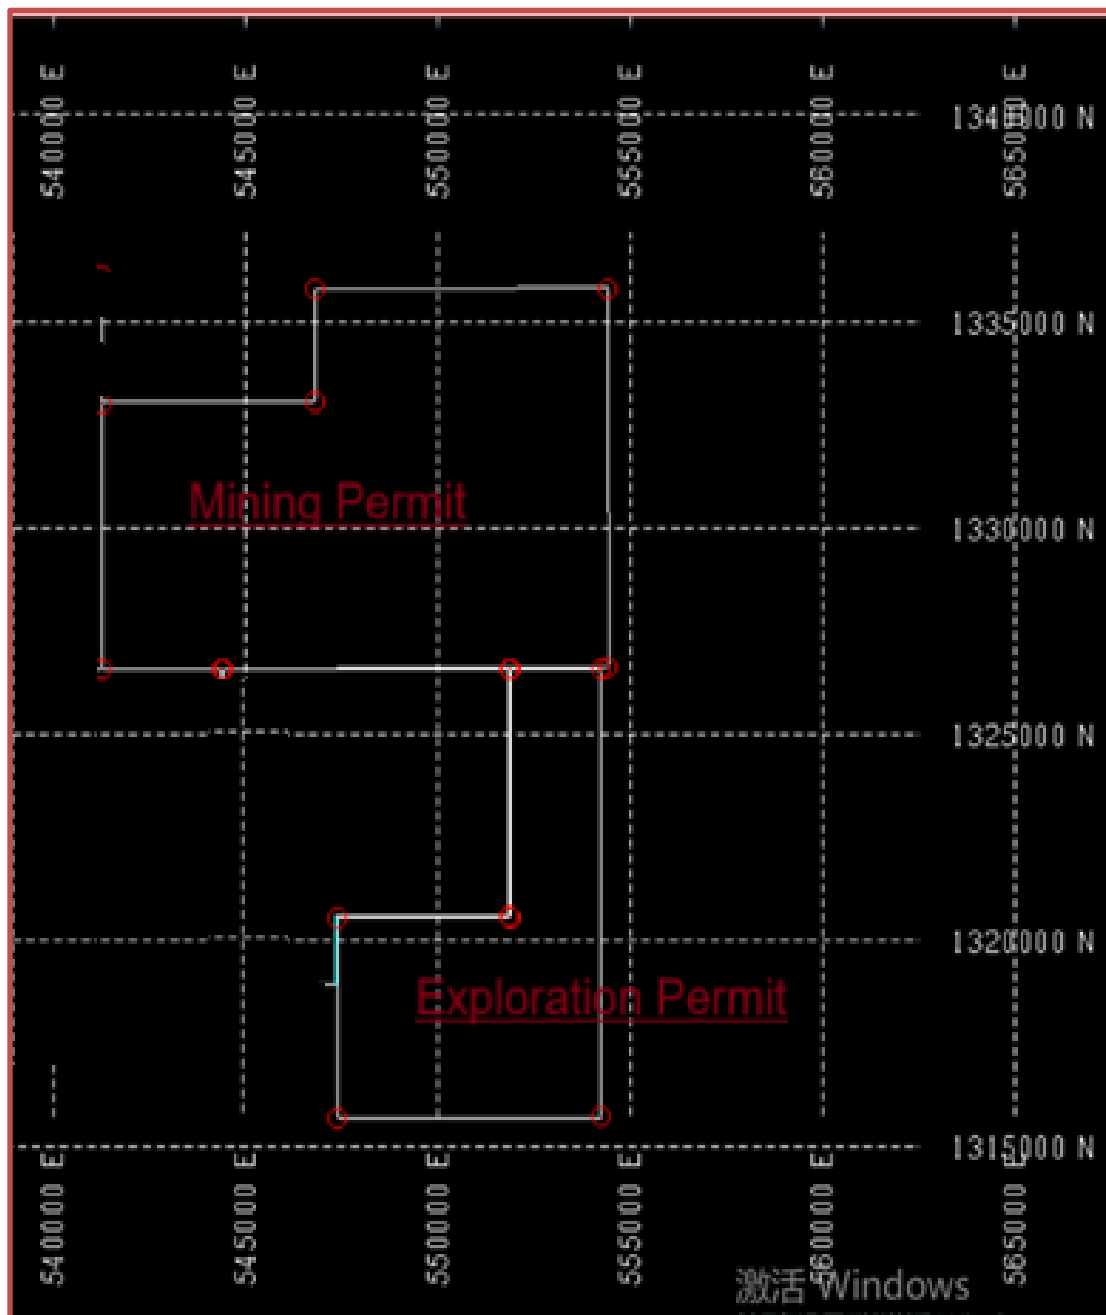 540000 E
545000 E
550000 E
555000 E
560000 E
565000 E
1340000 N
1335000 N
Mining Permit
1330000 N
1325000 N
1320000 N
Exploration Permit
1315000 N
540000 E
545000 E
550000 E
555000 E
560000 E
565000 E
激活 Windows